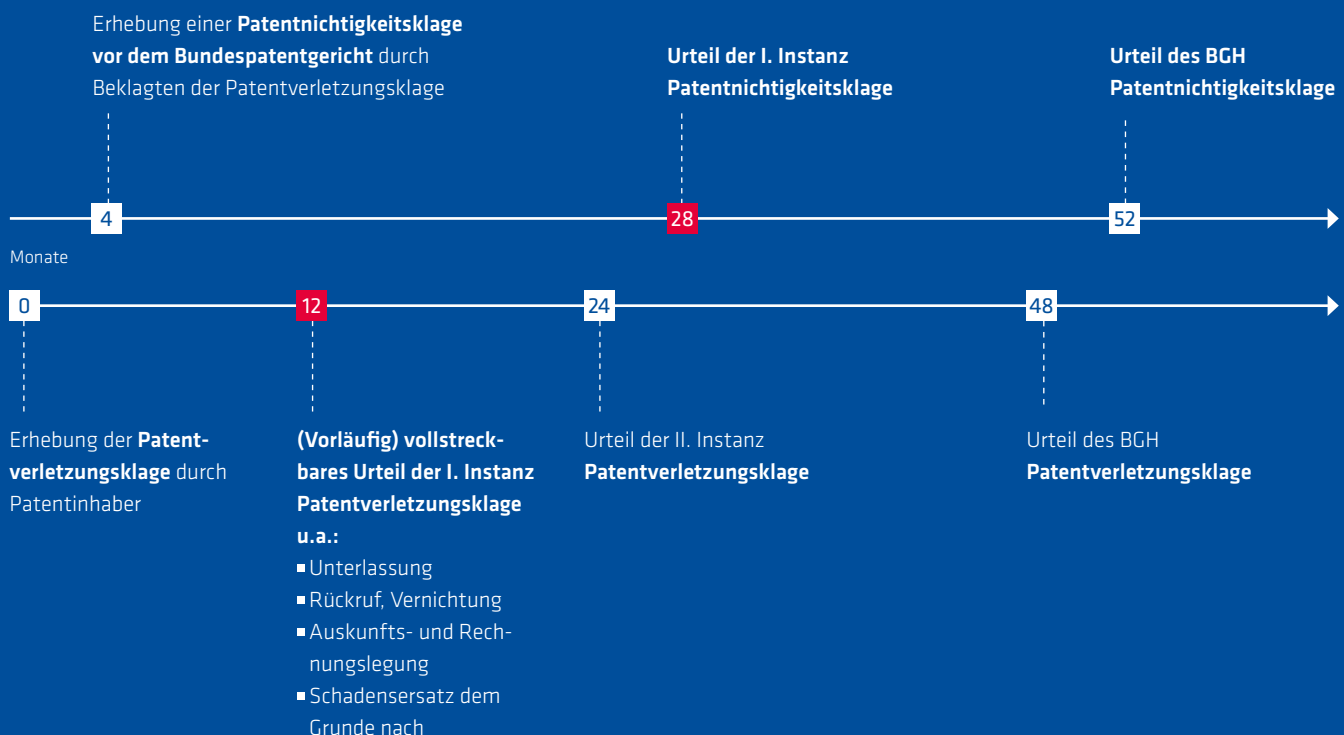 Erhebung einer Patentnichtigkeitsklage
vor dem Bundespatentgericht durch
Beklagten der Patentverletzungsklage
Urteil der I. Instanz
Patentnichtigkeitsklage
Urteil des BGH
Patentnichtigkeitsklage
4
28
52
Monate
0
12
24
48
Erhebung der Patent-
verletzungsklage durch
Patentinhaber
(Vorläufig) vollstreck-
bares Urteil der I. Instanz
Patentverletzungsklage
u.a.:
▪ Unterlassung
▪ Rückruf, Vernichtung
▪ Auskunfts- und Rech-
nungslegung
▪ Schadensersatz dem
Grunde nach
Urteil der II. Instanz
Patentverletzungsklage
Urteil des BGH
Patentverletzungsklage